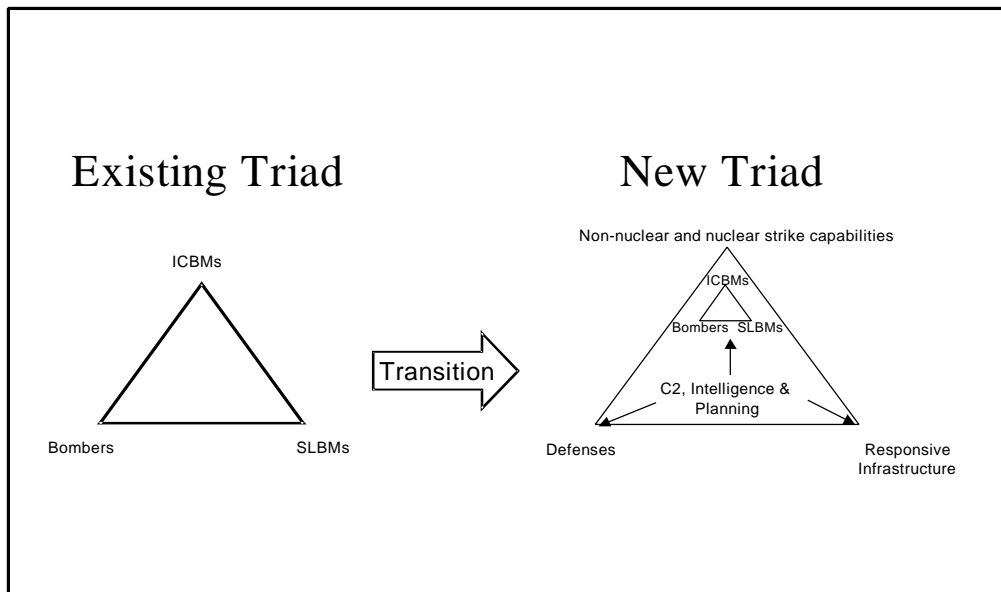 Existing Triad
ICBMs
Bombers
SLBMs
Transition
New Triad
Non-nuclear and nuclear strike capabilities
ICBMs
Bombers SLBMs
C2, Intelligence &
Planning
Defenses
Responsive
Infrastructure